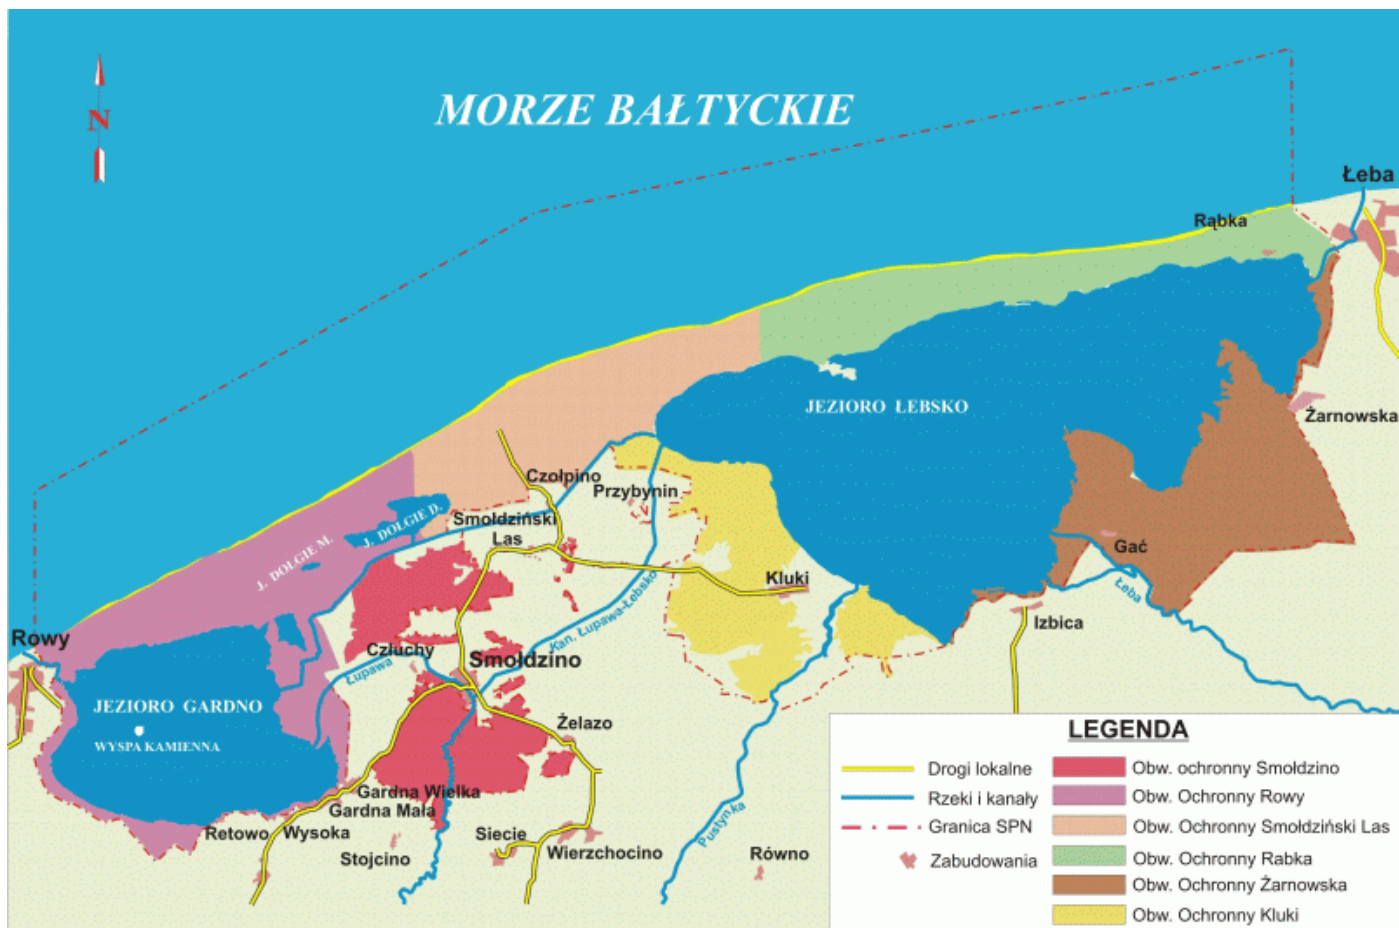 MORZE BAŁTYCKIE
N
Łeba
Rąbka
JEZIORO ŁEBSKO
Żarnowska
Czołpino
Przybynin
J. DOŁGIE D.
Smołdziński
Las
J. DOŁGIE M.
Gać
Kluki
Łeba
Kan. Łupawa-Łebsko
Izbica
Rowy
Człuchy
Smołdzino
Łupawa
JEZIORO GARDNO
WYSPA KAMIENNA
Żelazo
Gardna Wielka
Gardna Mała
Retowo
Wysoka
Stojcino
Siecie
Wierzchocino
Pustynka
Równo
LEGENDA
Drogi lokalne
Rzeki i kanały
Granica SPN
Zabudowania
Obw. ochronny Smołdzino
Obw. Ochronny Rowy
Obw. Ochronny Smołdziński Las
Obw. Ochronny Rabka
Obw. Ochronny Żarnowska
Obw. Ochronny Kluki